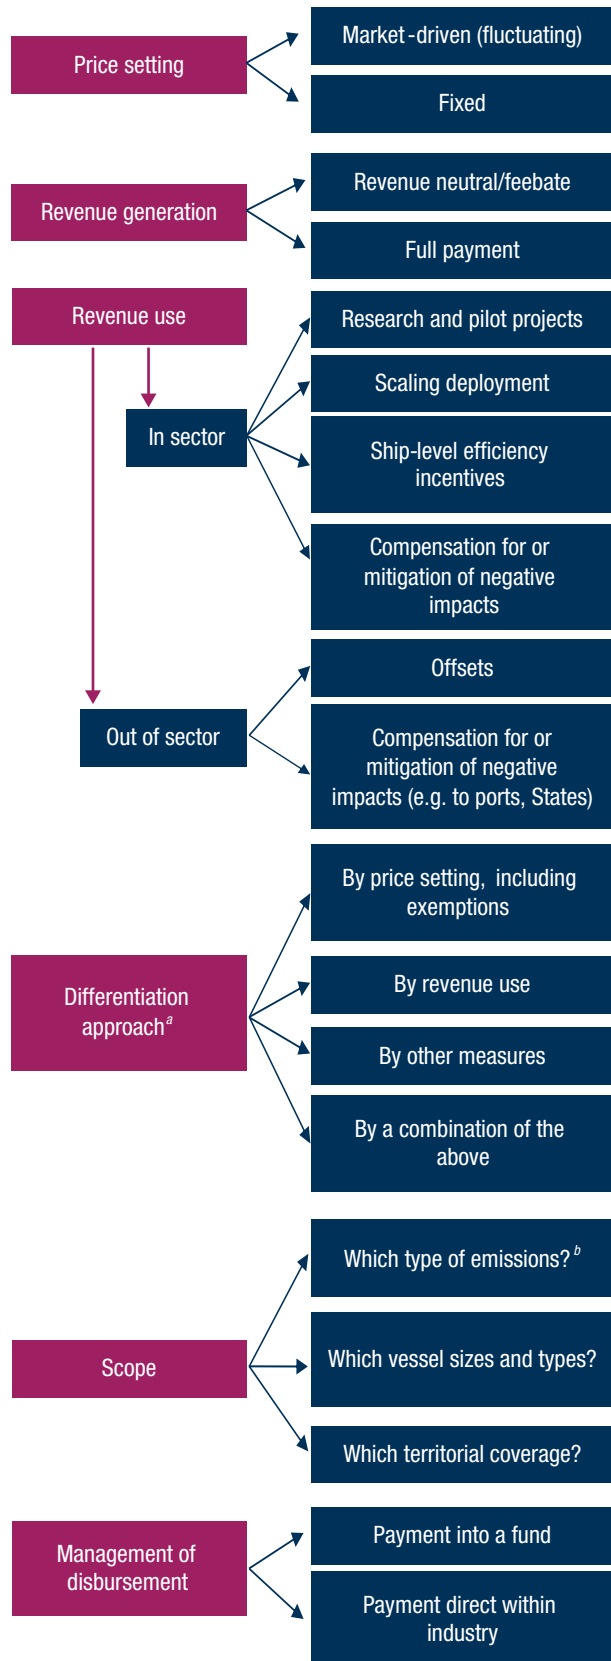 Price setting
Market-driven (fluctuating)
Fixed
Revenue generation
Revenue neutral/feebate
Full payment
Revenue use
In sector
Research and pilot projects
Scaling deployment
Ship-level efficiency
incentives
Compensation for or
mitigation of negative
impacts
Out of sector
Offsets
Compensation for or
mitigation of negative
impacts (e.g. to ports, States)
Differentiation
approach a
By price setting, including
exemptions
By revenue use
By other measures
By a combination of the
above
Scope
Which type of emissions? b
Which vessel sizes and types?
Which territorial coverage?
Management of
disbursement
Payment into a fund
Payment direct within
industry